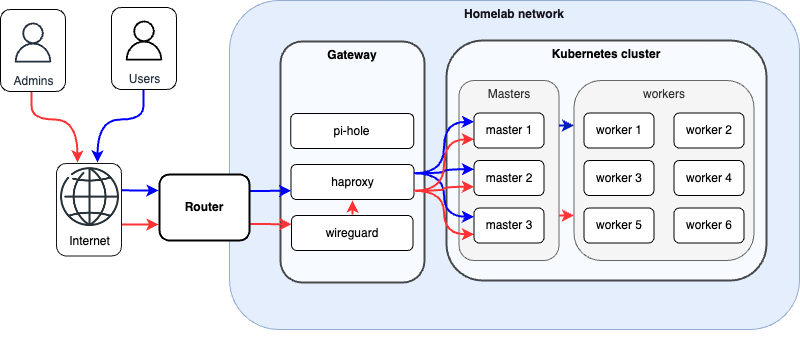 Homelab network
Admins
Users
Internet
Router
Gateway
pi-hole
haproxy
wireguard
Kubernetes cluster
Masters
master 1
master 2
master 3
workers
worker 1
worker 2
worker 3
worker 4
worker 5
worker 6